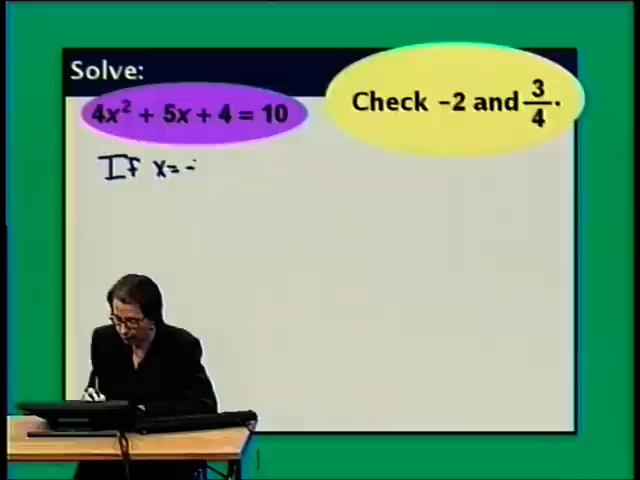 Solve:
4x² + 5x + 4 = 10
Check -2 and 3/4.
If x = -